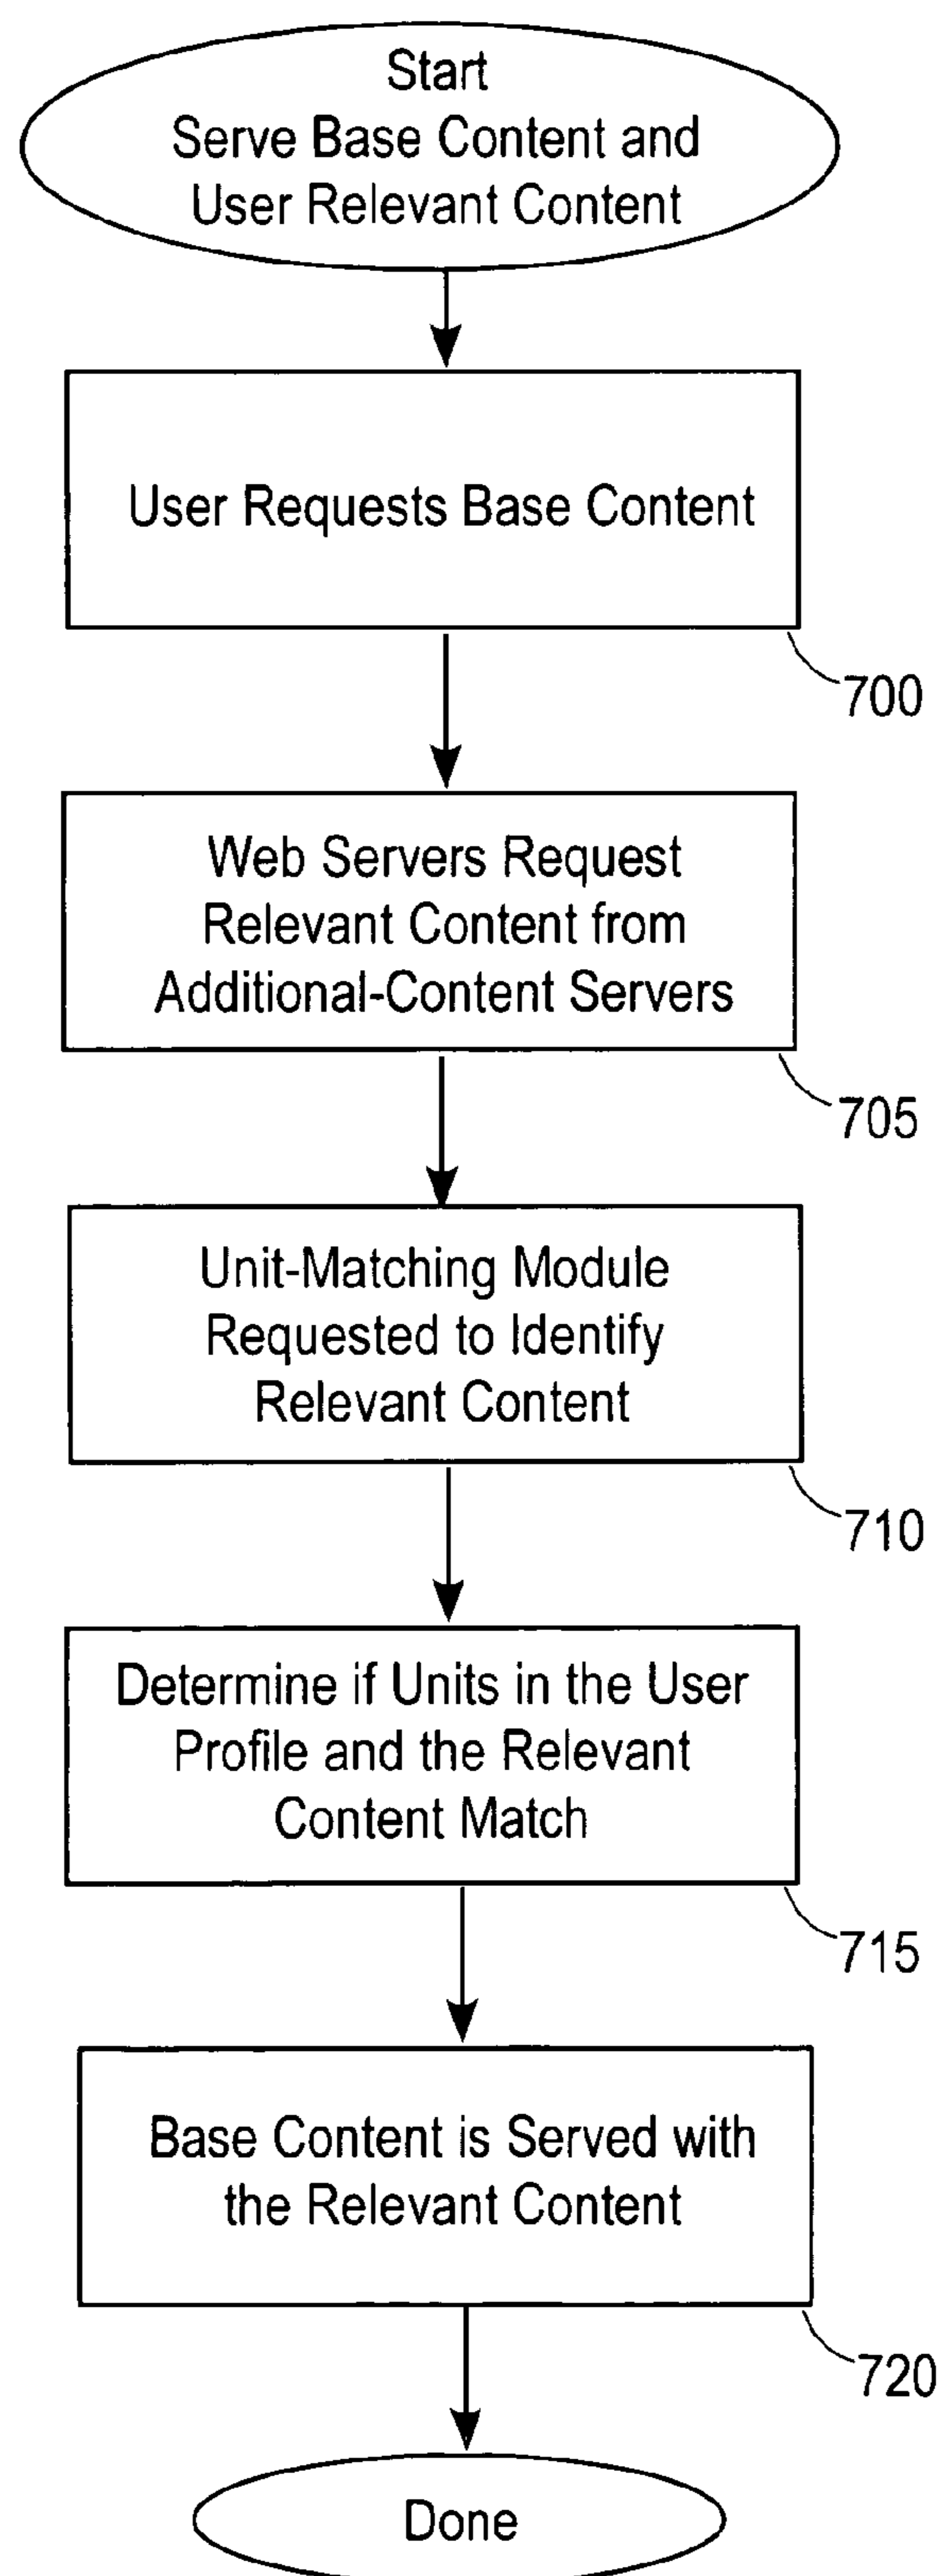 Start
Serve Base Content and
User Relevant Content
User Requests Base Content
700
Web Servers Request
Relevant Content from
Additional-Content Servers
705
Unit-Matching Module
Requested to Identify
Relevant Content
710
Determine if Units in the User
Profile and the Relevant
Content Match
715
Base Content is Served with
the Relevant Content
720
Done